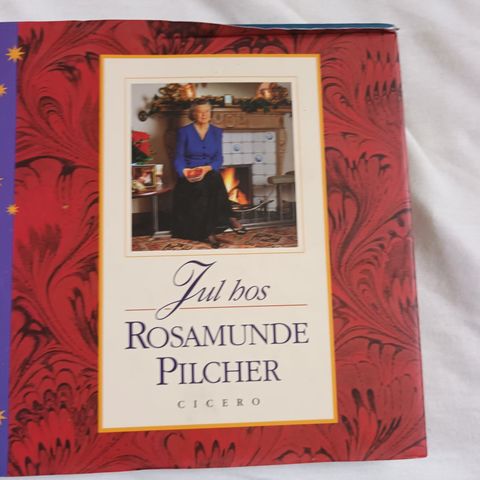 Jul hos
ROSAMUNDE
PILCHER
CICERO